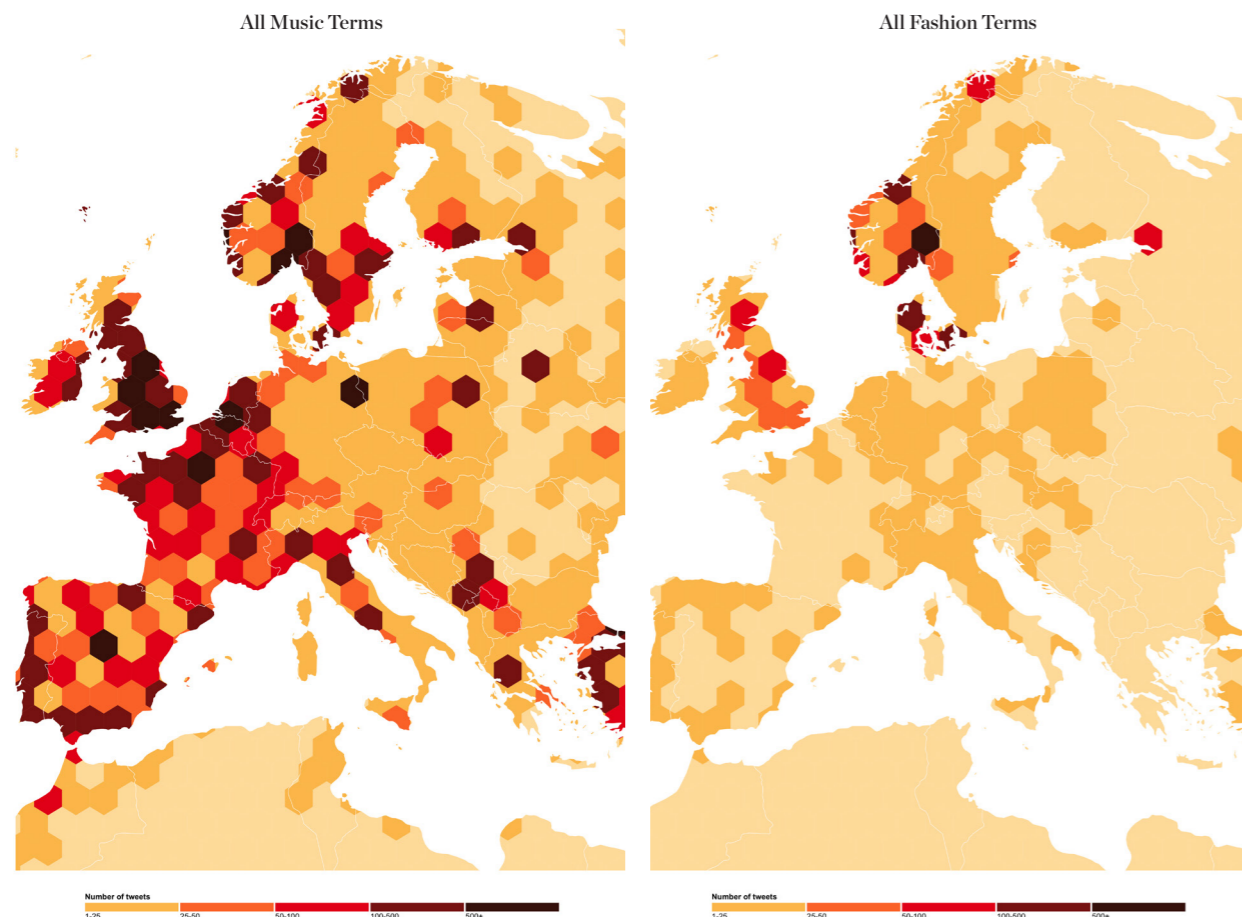 All Music Terms
All Fashion Terms
Number of tweets
1-25 25-50 50-100 100-500 500+
Number of tweets
1-25 25-50 50-100 100-500 500+